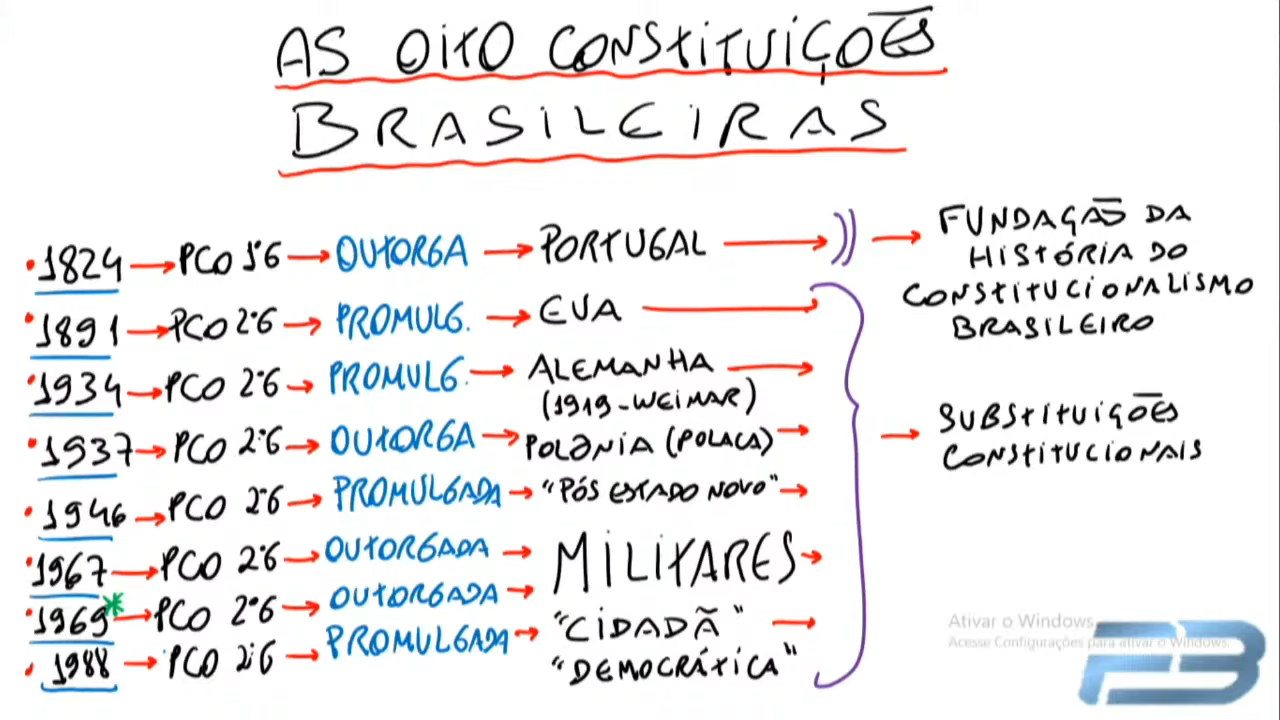 AS OITO CONSTITUIÇÕES
BRASILEIRAS
1824 → PCO 1º6 → OUTORGA → PORTUGAL → )) → FUNDAÇÃO DA
HISTÓRIA DO
CONSTITUCIONALISMO
BRASILEIRO
1891 → PCO 2º6 → PROMULG. → EUA →
1934 → PCO 2º6 → PROMULG. → ALEMANHA →
(1919-WEIMAR)
1937 → PCO 2º6 → OUTORGA → POLÔNIA (POLACA) →
→ SUBSTITUIÇÕES
CONSTITUCIONAIS
1946 → PCO 2º6 → PROMULGADA → "PÓS ESTADO NOVO" →
1967 → PCO 2º6 → OUTORGADA → MILITARES →
1969* → PCO 2º6 → OUTORGADA →
1988 → PCO 2º6 → PROMULGADA → "CIDADÃ" →
"DEMOCRÁTICA"
Ativar o Windows
Acesse Configurações para ativar o Windows.
PB